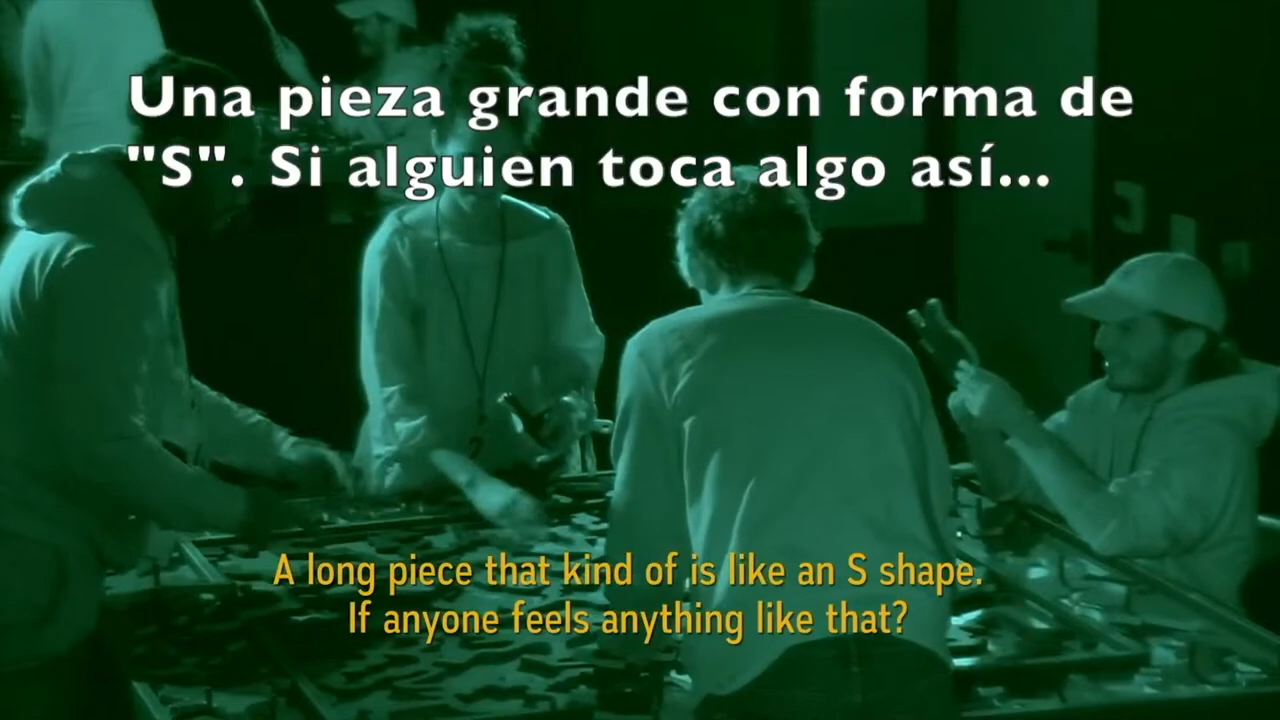 Una pieza grande con forma de
"S". Si alguien toca algo así...
A long piece that kind of is like an S shape.
If anyone feels anything like that?